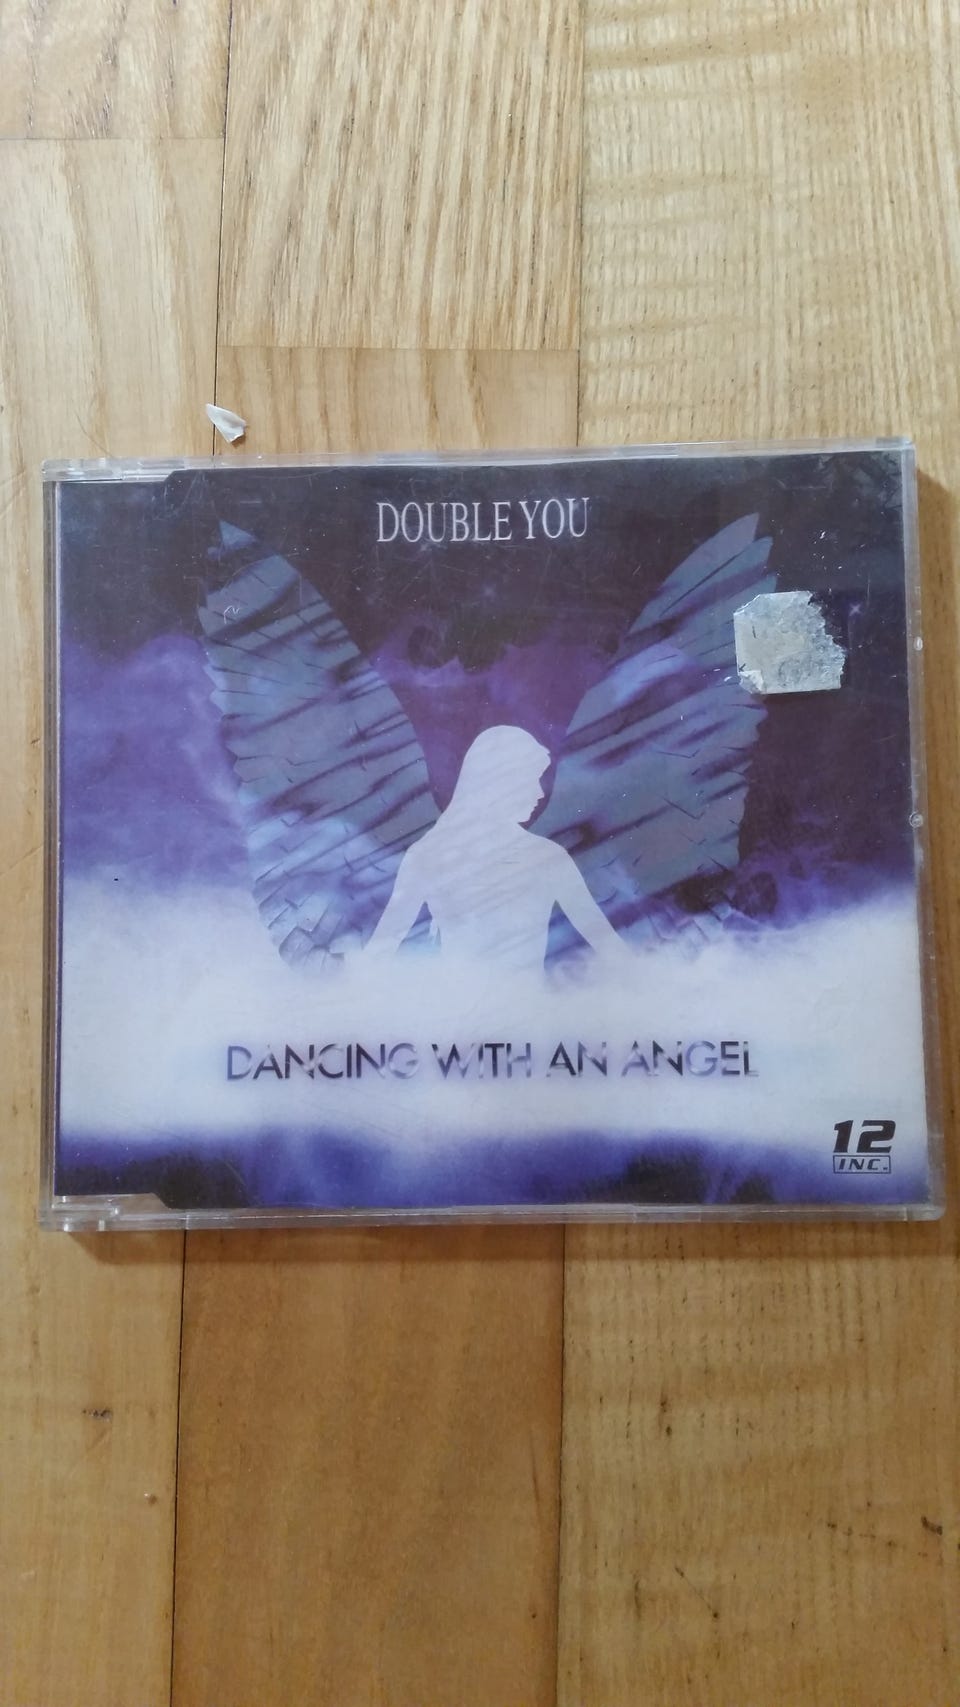 DOUBLE YOU
DANCING WITH AN ANGEL
12
INC.